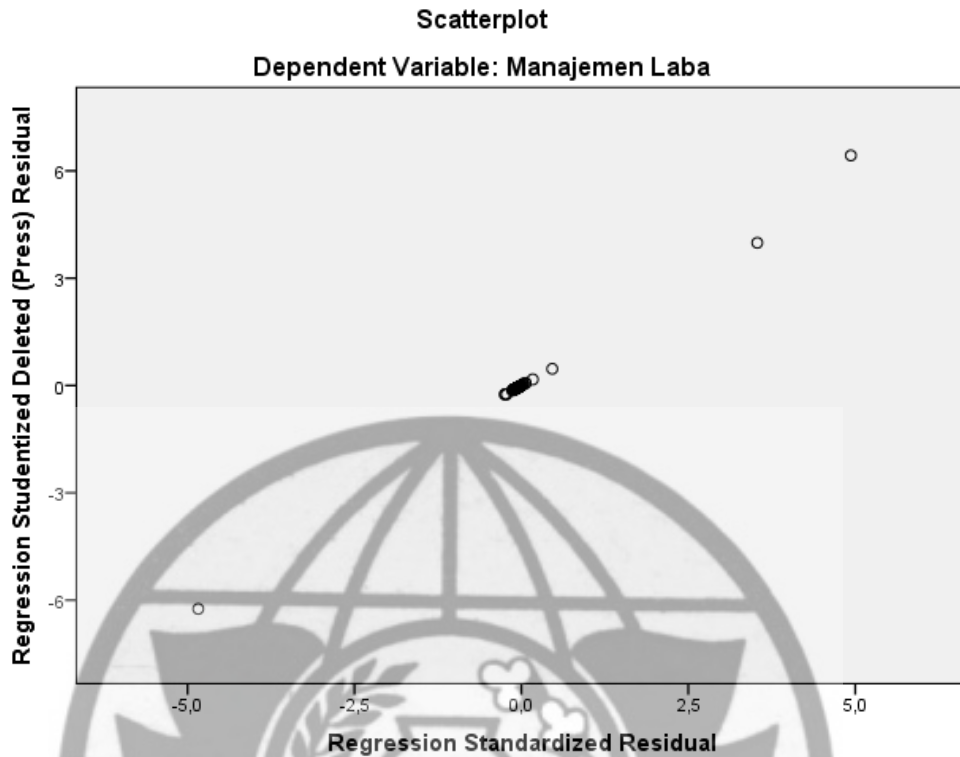 Scatterplot
Dependent Variable: Manajemen Laba
Regression Studentized Deleted (Press) Residual
6
3
0
-3
-6
-5,0 -2,5 0,0 2,5 5,0
Regression Standardized Residual